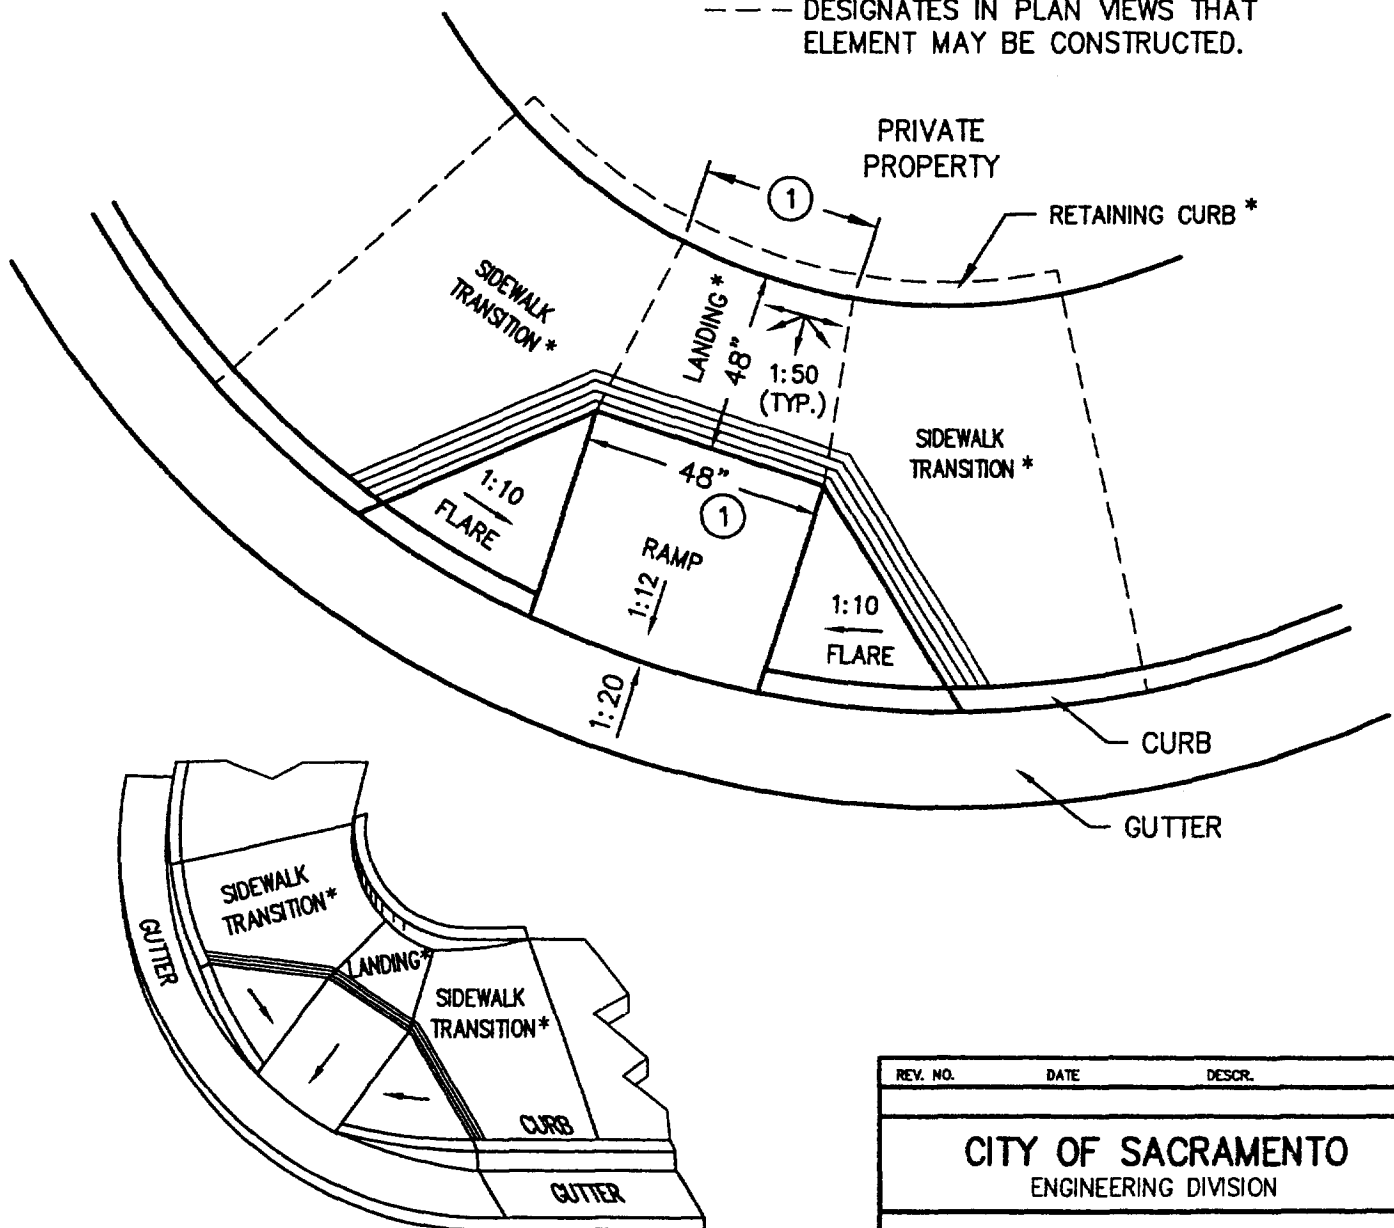 DESIGNATES IN PLAN VIEWS THAT
ELEMENT MAY BE CONSTRUCTED.
PRIVATE
PROPERTY
1
RETAINING CURB *
SIDEWALK
TRANSITION *
LANDING *
48"
1:50
(TYP.)
SIDEWALK
TRANSITION *
1:10
FLARE
48"
1
RAMP
1:12
1:10
FLARE
1:20
CURB
GUTTER
SIDEWALK
TRANSITION*
GUTTER
LANDING*
SIDEWALK
TRANSITION*
CURB
GUTTER
REV. NO. DATE DESCR.
CITY OF SACRAMENTO
ENGINEERING DIVISION